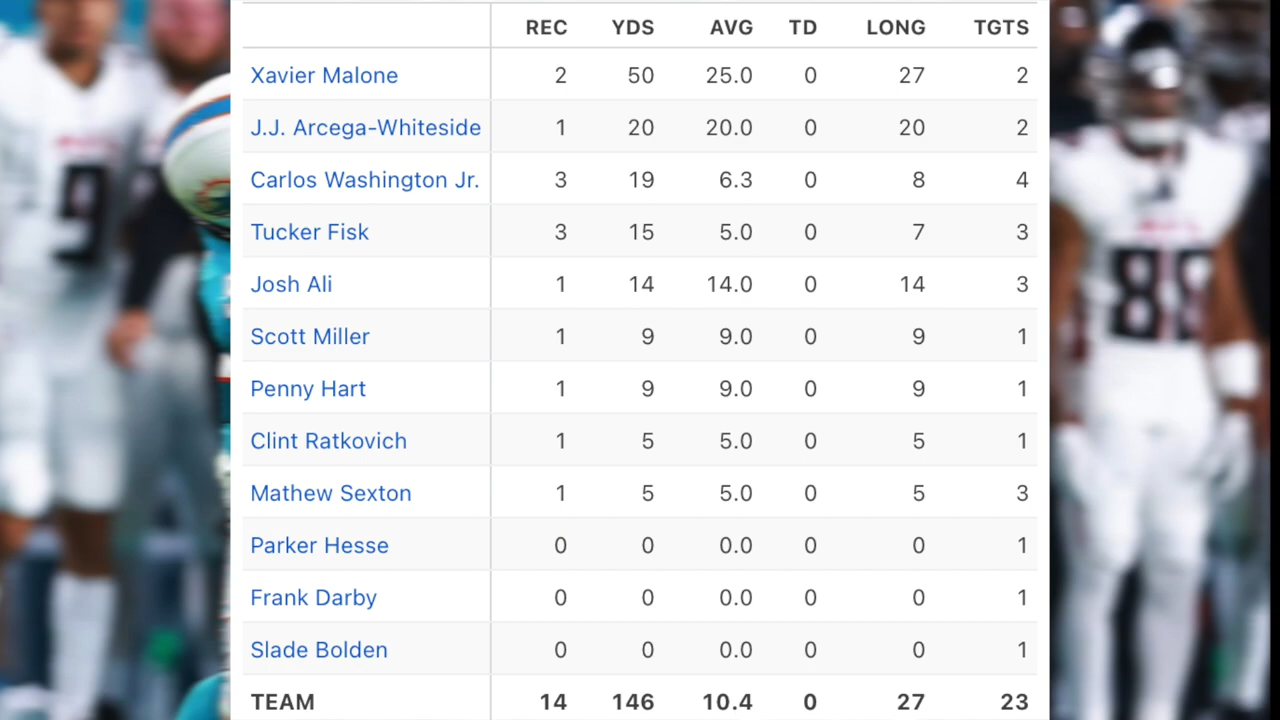 REC YDS AVG TD LONG TGTS
Xavier Malone 2 50 25.0 0 27 2
J.J. Arcega-Whiteside 1 20 20.0 0 20 2
Carlos Washington Jr. 3 19 6.3 0 8 4
Tucker Fisk 3 15 5.0 0 7 3
Josh Ali 1 14 14.0 0 14 3
Scott Miller 1 9 9.0 0 9 1
Penny Hart 1 9 9.0 0 9 1
Clint Ratkovich 1 5 5.0 0 5 1
Mathew Sexton 1 5 5.0 0 5 3
Parker Hesse 0 0 0.0 0 0 1
Frank Darby 0 0 0.0 0 0 1
Slade Bolden 0 0 0.0 0 0 1
TEAM 14 146 10.4 0 27 23
9